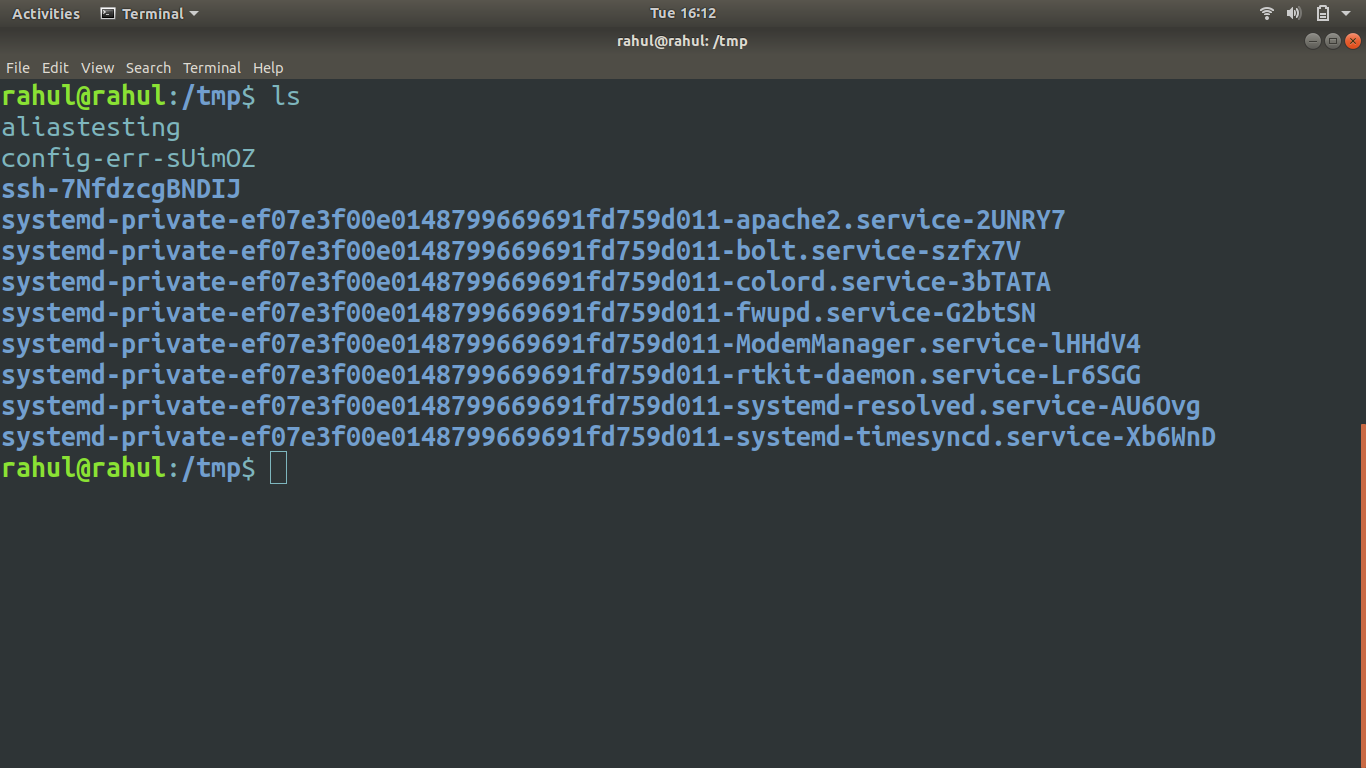 Activities Terminal Tue 16:12
rahul@rahul: /tmp
File Edit View Search Terminal Help
rahul@rahul:/tmp$ ls
aliastesting
config-err-sUimOZ
ssh-7NfdzcgBNDIJ
systemd-private-ef07e3f00e0148799669691fd759d011-apache2.service-2UNRY7
systemd-private-ef07e3f00e0148799669691fd759d011-bolt.service-szfx7V
systemd-private-ef07e3f00e0148799669691fd759d011-colord.service-3bTATA
systemd-private-ef07e3f00e0148799669691fd759d011-fwupd.service-G2btSN
systemd-private-ef07e3f00e0148799669691fd759d011-ModemManager.service-lHHdV4
systemd-private-ef07e3f00e0148799669691fd759d011-rtkit-daemon.service-Lr6SGG
systemd-private-ef07e3f00e0148799669691fd759d011-systemd-resolved.service-AU6Ovg
systemd-private-ef07e3f00e0148799669691fd759d011-systemd-timesyncd.service-Xb6WnD
rahul@rahul:/tmp$